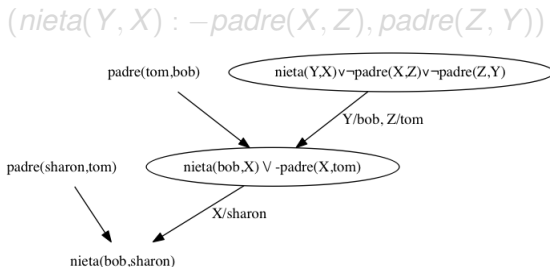 (nieta(Y, X) : −padre(X, Z), padre(Z, Y))
padre(tom,bob)
nieta(Y,X)∨¬padre(X,Z)∨¬padre(Z,Y)
Y/bob, Z/tom
padre(sharon,tom)
nieta(bob,X) \/ -padre(X,tom)
X/sharon
nieta(bob,sharon)